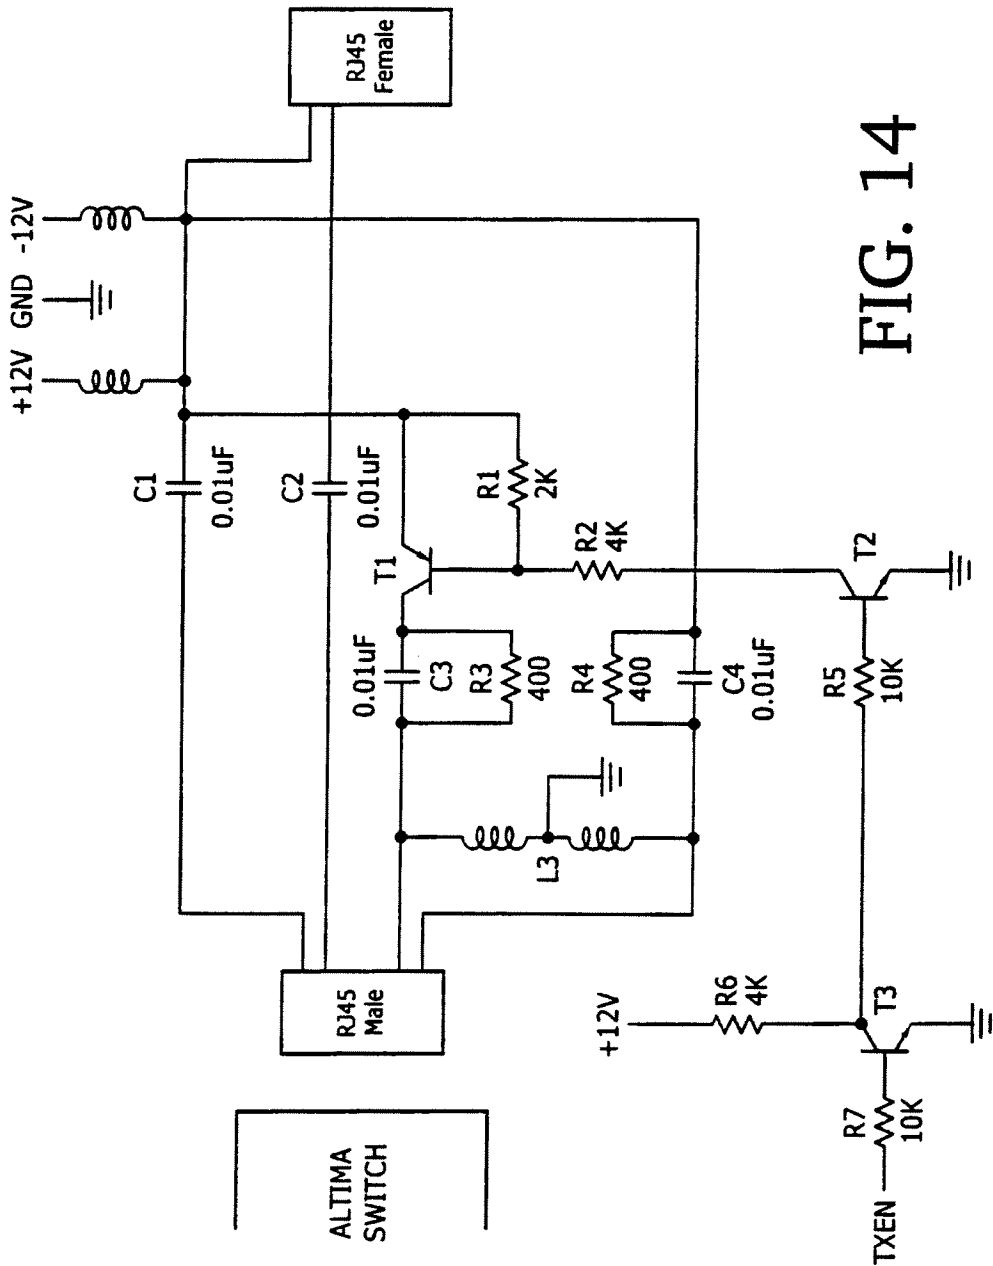 +12V GND -12V
RJ45
Female
C1
0.01uF
C2
0.01uF
R1
2K
T1
R2
4K
T2
0.01uF
C3
R3
400
R4
400
C4
0.01uF
R5
10K
L3
RJ45
Male
+12V
R6
4K
T3
R7
10K
TXEN
ALTIMA
SWITCH
FIG. 14